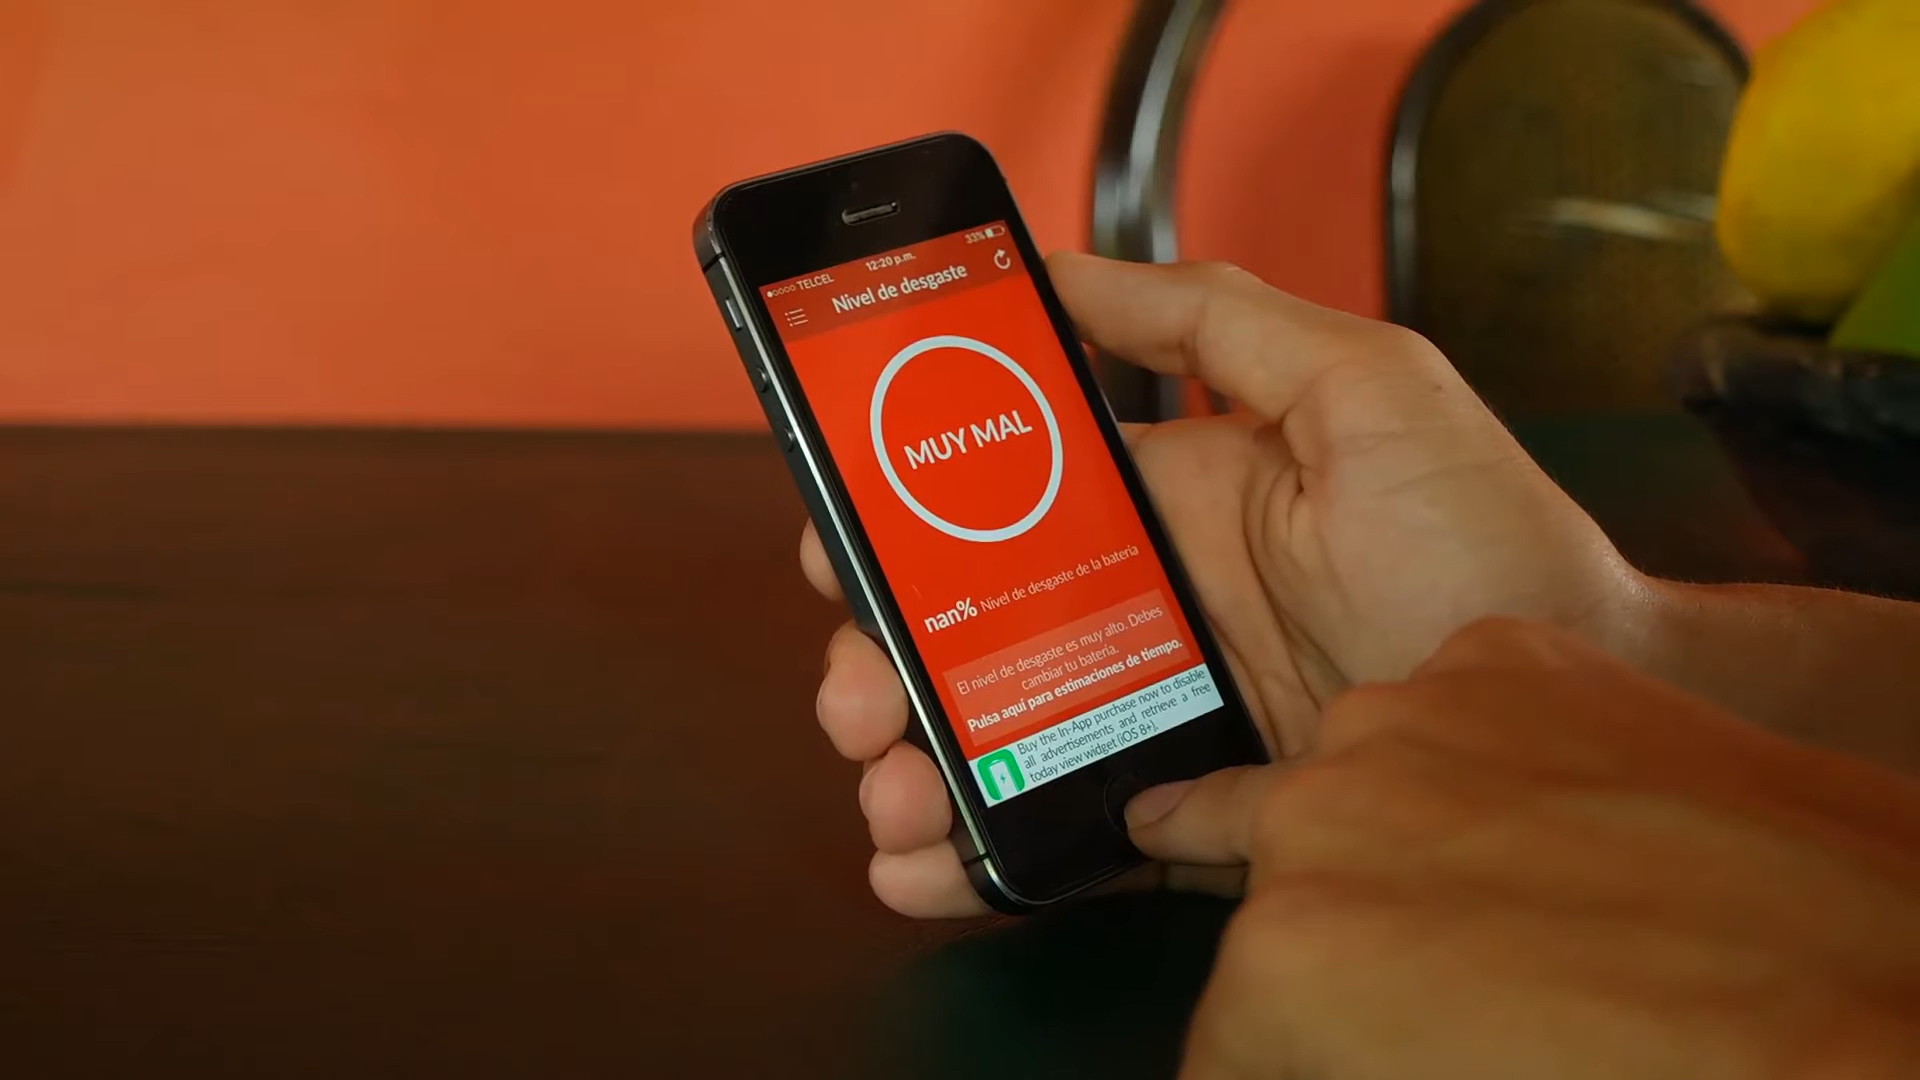 ●○○○○ TELCEL 12:20 p.m. 33%
Nivel de desgaste
MUY MAL
nan% Nivel de desgaste de la batería
El nivel de desgaste es muy alto. Debes
cambiar tu batería.
Pulsa aquí para estimaciones de tiempo.
Buy the In-App purchase now to disable
all advertisements and retrieve a free
today view widget (iOS 8+).